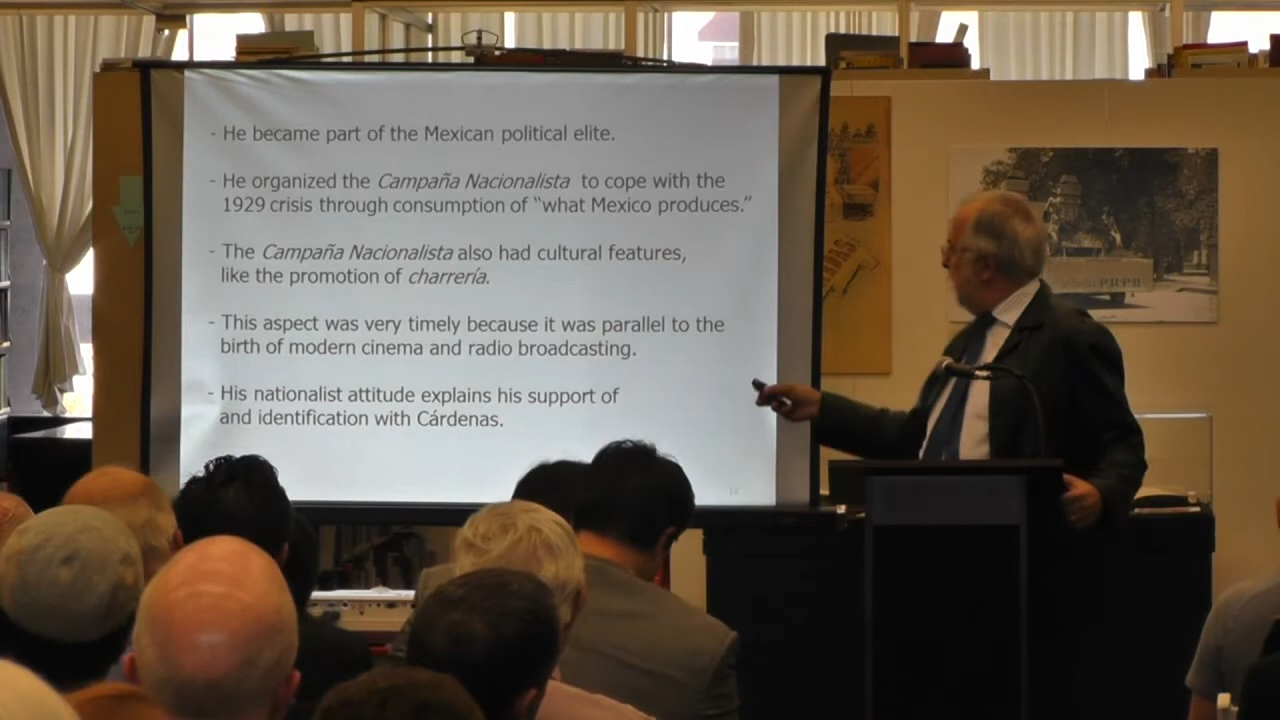 - He became part of the Mexican political elite.
- He organized the Campaña Nacionalista to cope with the
1929 crisis through consumption of “what Mexico produces.”
- The Campaña Nacionalista also had cultural features,
like the promotion of charrería.
- This aspect was very timely because it was parallel to the
birth of modern cinema and radio broadcasting.
- His nationalist attitude explains his support of
and identification with Cárdenas.